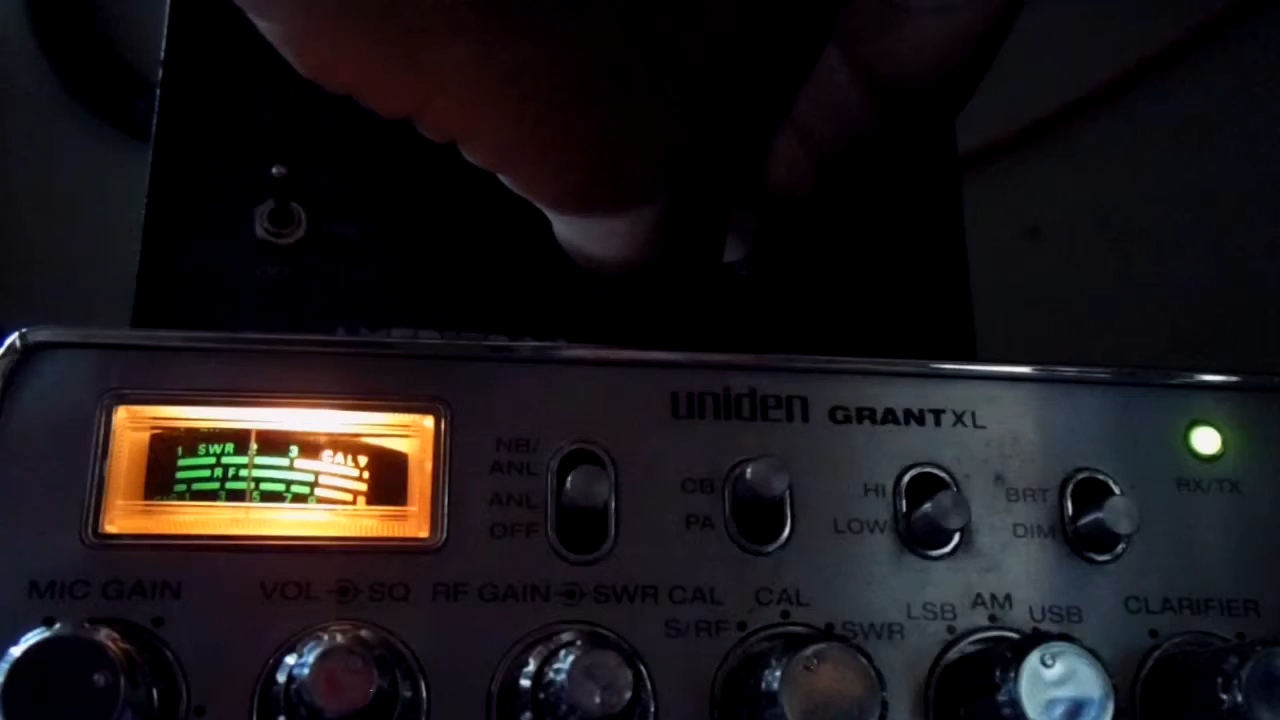 uniden GRANT XL
1 SWR 2 3 CAL
RF
SIG 1 3 5 7 9
NB/
ANL
ANL
OFF
CB
PA
HI
LOW
BRT
DIM
RX/TX
MIC GAIN
VOL SQ
RF GAIN SWR CAL
CAL
S/RF
SWR
LSB
AM
USB
CLARIFIER